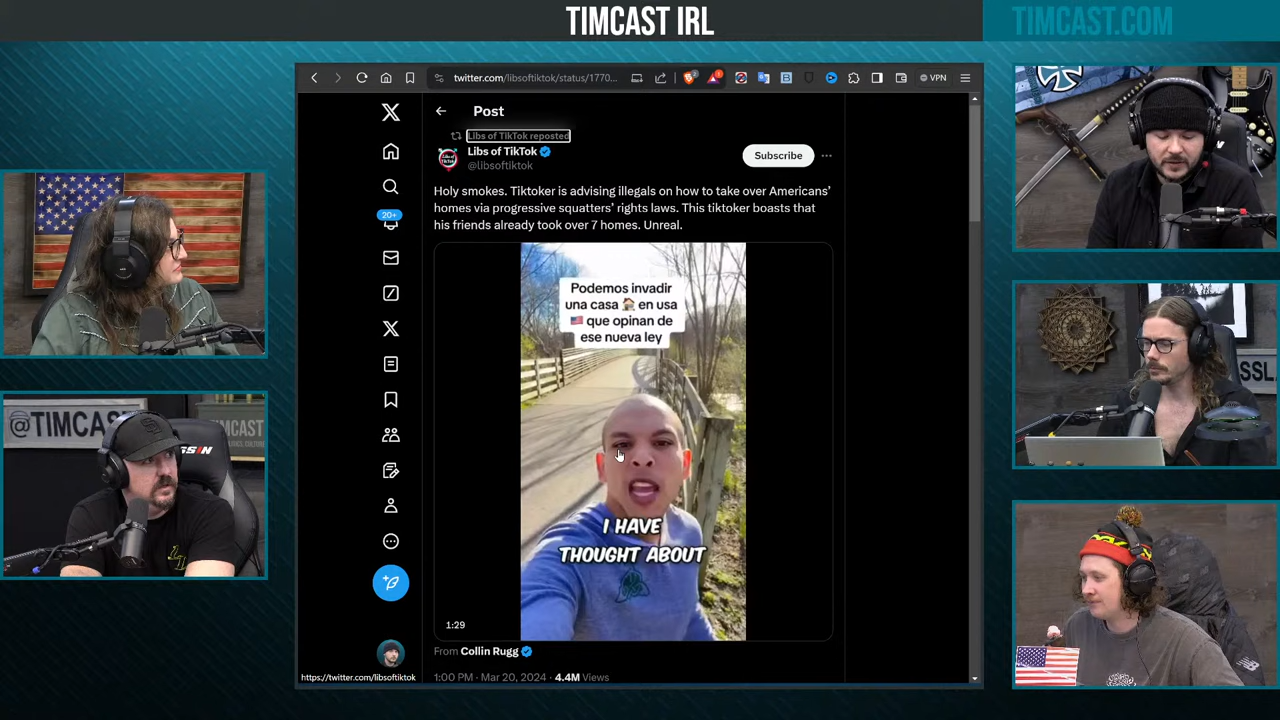 TIMCAST IRL
TIMCAST.COM
twitter.com/libsoftiktok/status/1770...
VPN
Post
Libs of TikTok reposted
Libs of TikTok
@libsoftiktok
Subscribe
Holy smokes. Tiktoker is advising illegals on how to take over Americans'
homes via progressive squatters' rights laws. This tiktoker boasts that
his friends already took over 7 homes. Unreal.
20+
Podemos invadir
una casa 🏠 en usa
🇺🇸 que opinan de
ese nueva ley
I HAVE
THOUGHT ABOUT
1:29
From Collin Rugg
1:00 PM · Mar 20, 2024 · 4.4M Views
https://twitter.com/libsoftiktok
@TIMCAST
TIMCAST